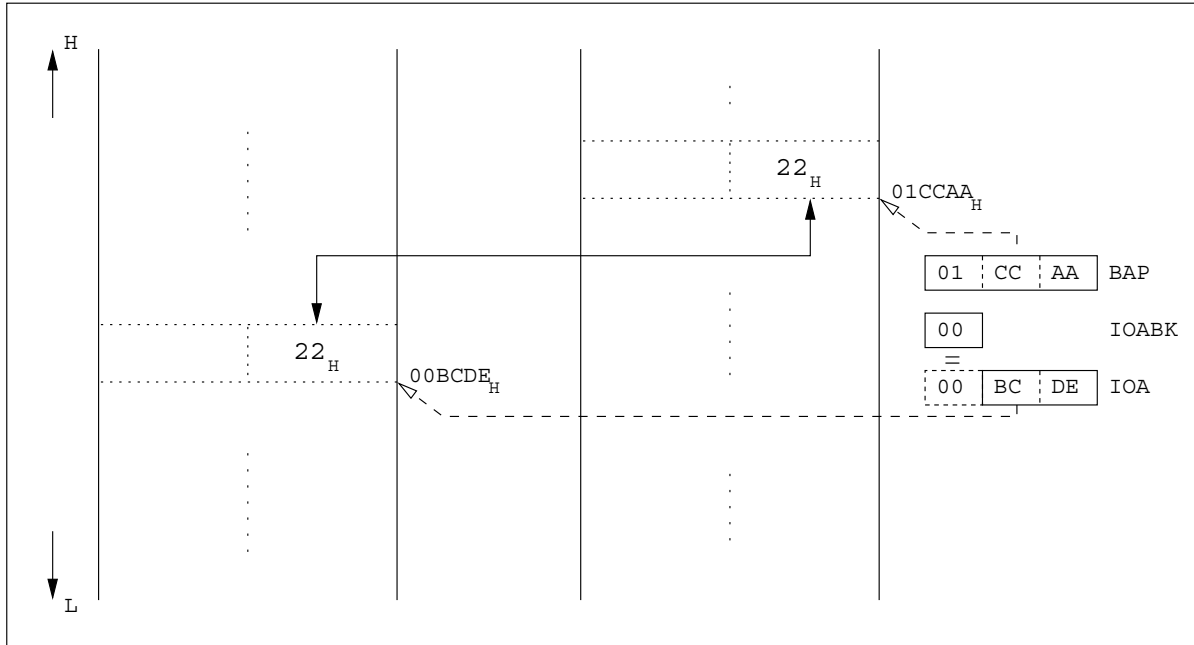 H
22H
01CCAAH
01 CC AA BAP
00 IOABK
=
22H
00BCDEH
00 BC DE IOA
L